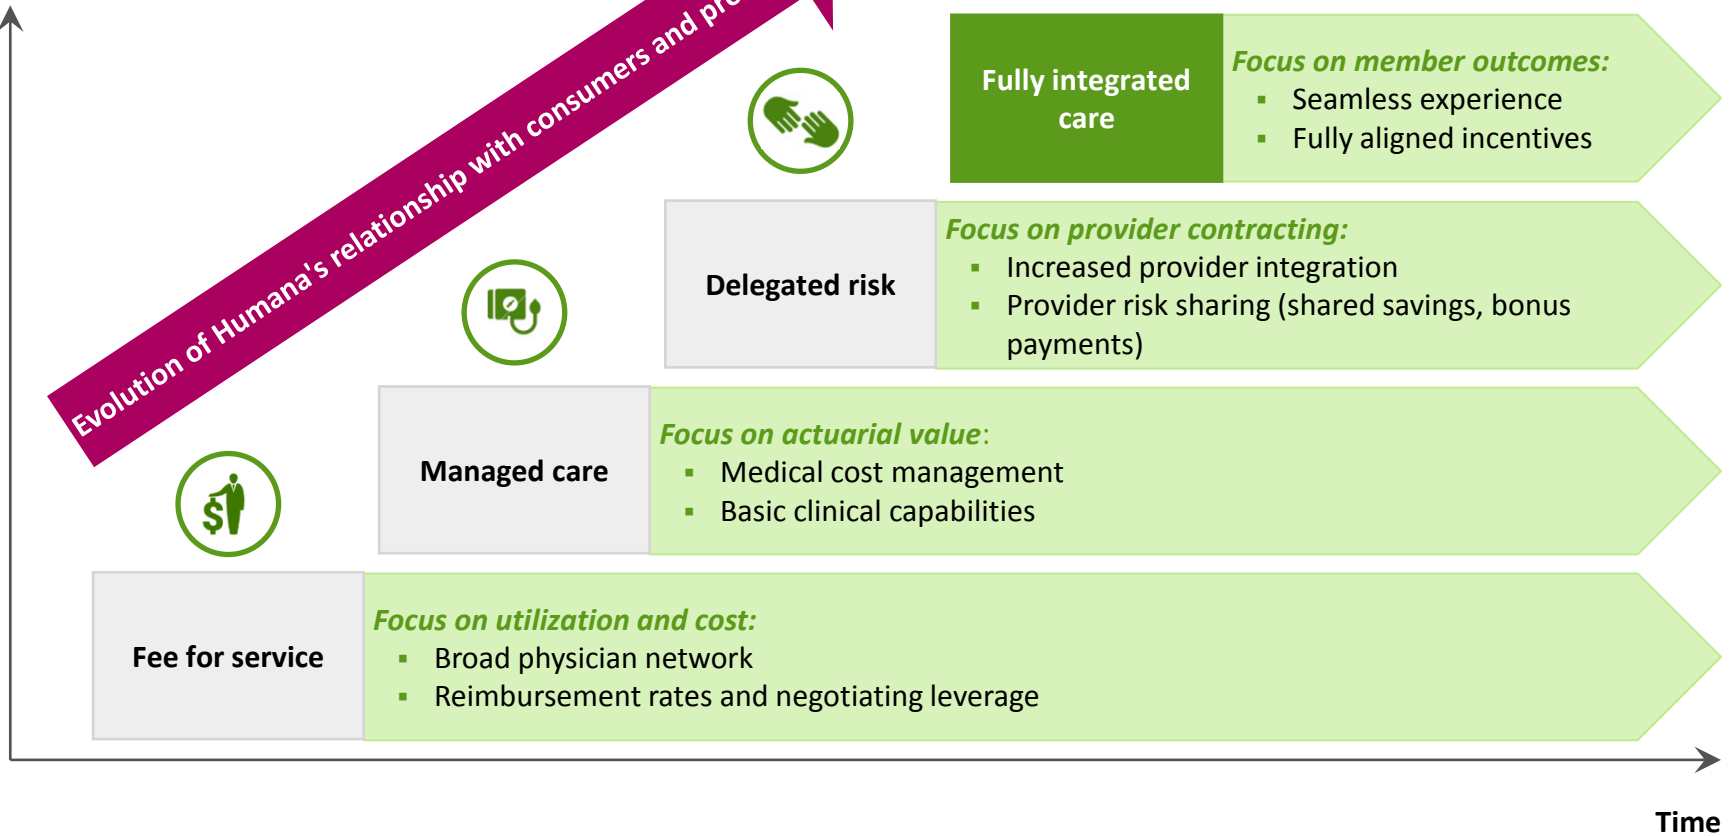 Evolution of Humana's relationship with consumers and
Fully integrated
care
Focus on member outcomes:
▪ Seamless experience
▪ Fully aligned incentives
Delegated risk
Focus on provider contracting:
▪ Increased provider integration
▪ Provider risk sharing (shared savings, bonus
payments)
Managed care
Focus on actuarial value:
▪ Medical cost management
▪ Basic clinical capabilities
$
Fee for service
Focus on utilization and cost:
▪ Broad physician network
▪ Reimbursement rates and negotiating leverage
Time